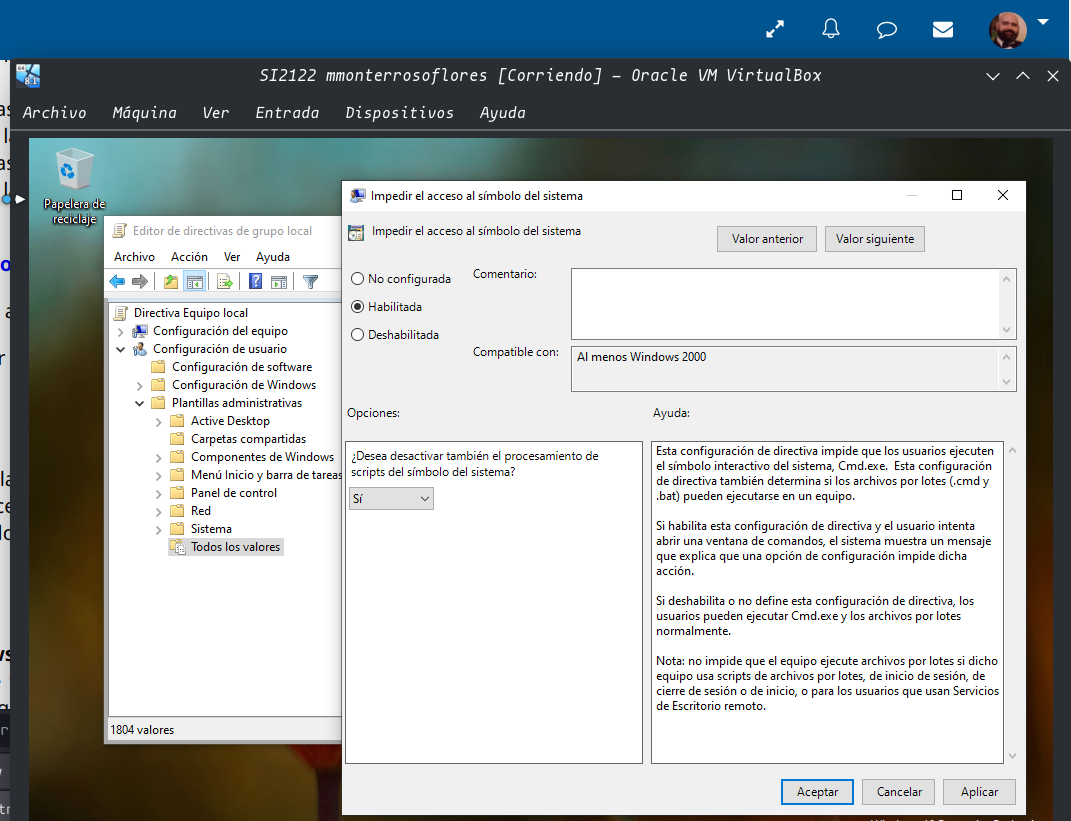 SI2122 mmonterrosoflores [Corriendo] – Oracle VM VirtualBox
Archivo Máquina Ver Entrada Dispositivos Ayuda
Papelera de
reciclaje
Editor de directivas de grupo local
Archivo Acción Ver Ayuda
Directiva Equipo local
Configuración del equipo
Configuración de usuario
Configuración de software
Configuración de Windows
Plantillas administrativas
Active Desktop
Carpetas compartidas
Componentes de Windows
Menú Inicio y barra de tareas
Panel de control
Red
Sistema
Todos los valores
1804 valores
Impedir el acceso al símbolo del sistema
Impedir el acceso al símbolo del sistema
Valor anterior
Valor siguiente
No configurada
Habilitada
Deshabilitada
Comentario:
Compatible con:
Al menos Windows 2000
Opciones:
¿Desea desactivar también el procesamiento de
scripts del símbolo del sistema?
Sí
Ayuda:
Esta configuración de directiva impide que los usuarios ejecuten
el símbolo interactivo del sistema, Cmd.exe. Esta configuración
de directiva también determina si los archivos por lotes (.cmd y
.bat) pueden ejecutarse en un equipo.
Si habilita esta configuración de directiva y el usuario intenta
abrir una ventana de comandos, el sistema muestra un mensaje
que explica que una opción de configuración impide dicha
acción.
Si deshabilita o no define esta configuración de directiva, los
usuarios pueden ejecutar Cmd.exe y los archivos por lotes
normalmente.
Nota: no impide que el equipo ejecute archivos por lotes si dicho
equipo usa scripts de archivos por lotes, de inicio de sesión, de
cierre de sesión o de inicio, o para los usuarios que usan Servicios
de Escritorio remoto.
Aceptar
Cancelar
Aplicar